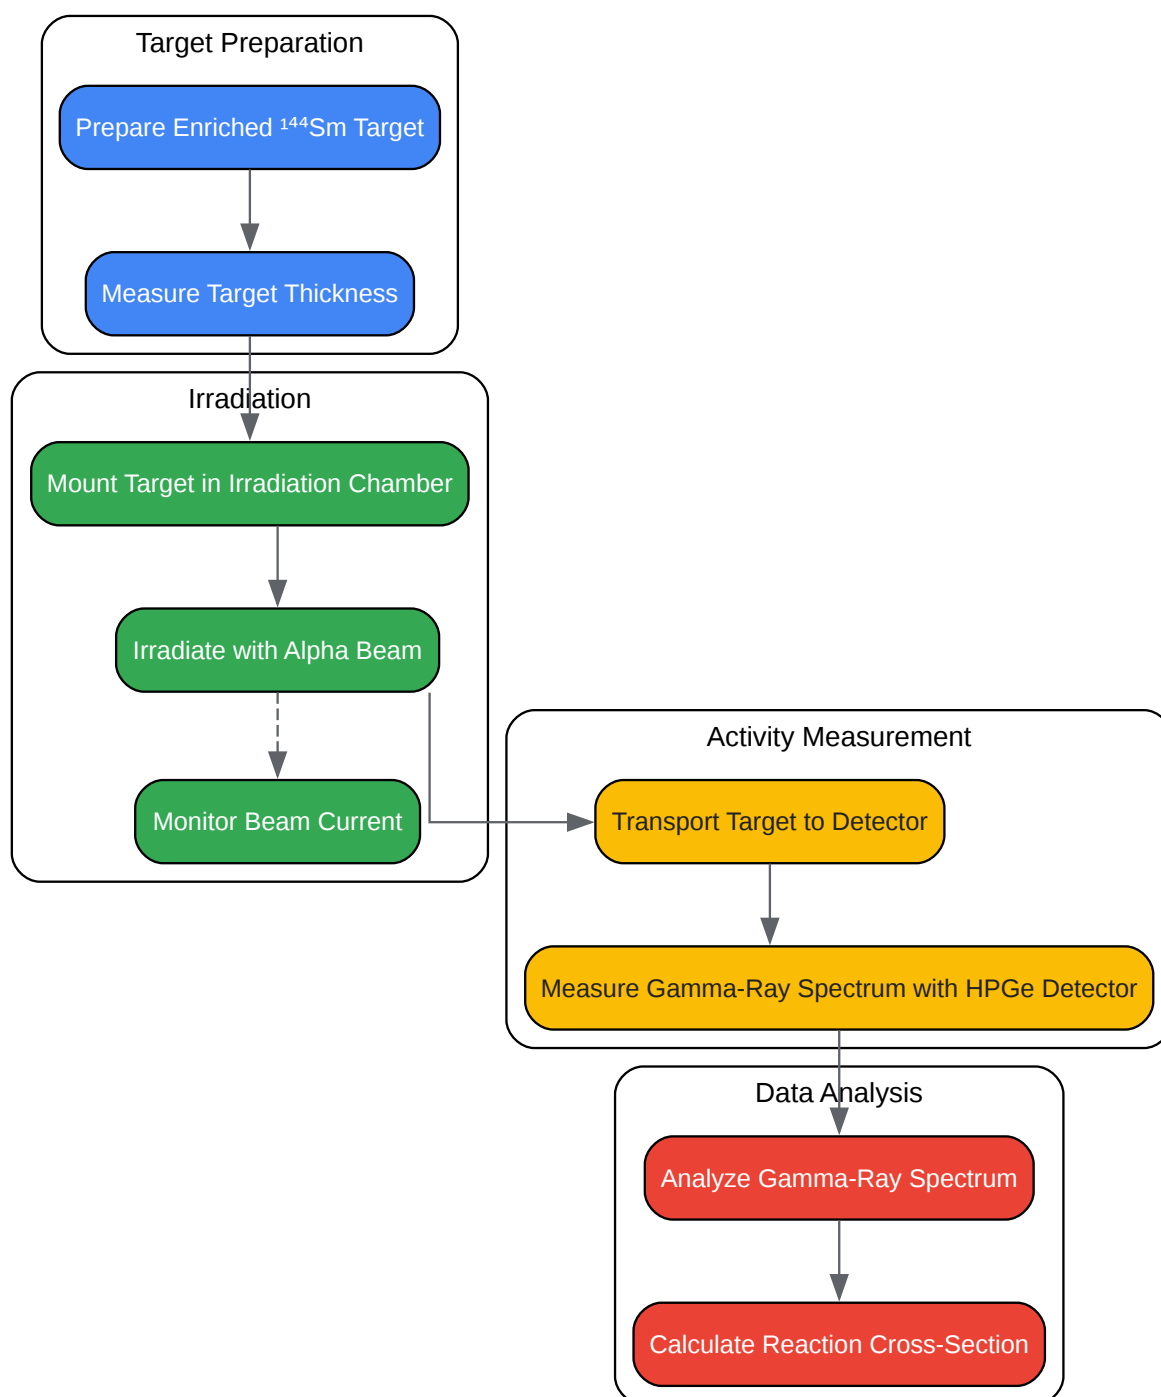 Target Preparation
Prepare Enriched ¹⁴⁴Sm Target
Measure Target Thickness
Irradiation
Mount Target in Irradiation Chamber
Irradiate with Alpha Beam
Monitor Beam Current
Activity Measurement
Transport Target to Detector
Measure Gamma-Ray Spectrum with HPGe Detector
Data Analysis
Analyze Gamma-Ray Spectrum
Calculate Reaction Cross-Section